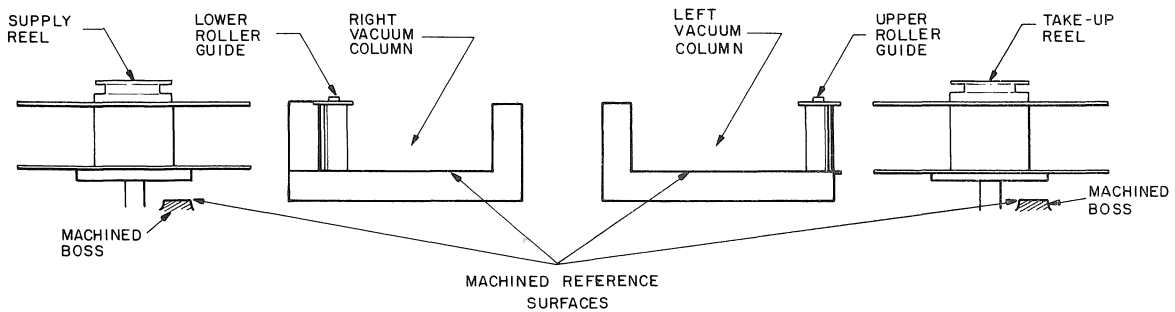 SUPPLY
REEL
LOWER
ROLLER
GUIDE
RIGHT
VACUUM
COLUMN
LEFT
VACUUM
COLUMN
UPPER
ROLLER
GUIDE
TAKE-UP
REEL
MACHINED
BOSS
MACHINED
BOSS
MACHINED REFERENCE
SURFACES